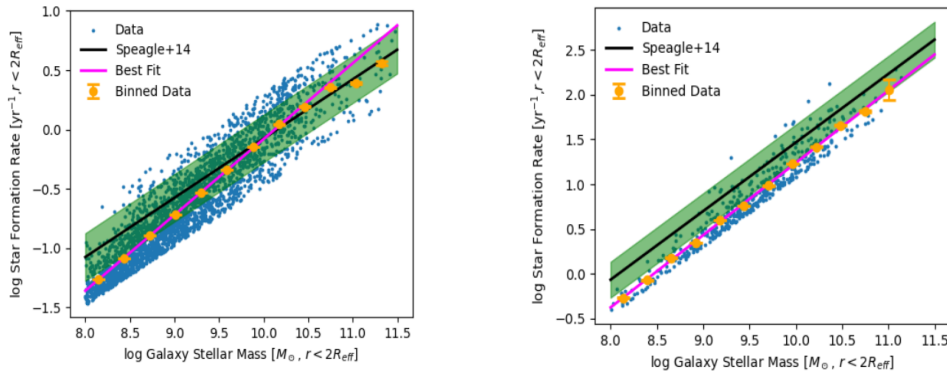 1.0
0.5
0.0
−0.5
−1.0
−1.5
log Star Formation Rate [yr⁻¹, r < 2R_eff]
Data
Speagle+14
Best Fit
Binned Data
8.0 8.5 9.0 9.5 10.0 10.5 11.0 11.5
log Galaxy Stellar Mass [M_⊙, r < 2R_eff]
2.5
2.0
1.5
1.0
0.5
0.0
−0.5
log Star Formation Rate [yr⁻¹, r < 2R_eff]
Data
Speagle+14
Best Fit
Binned Data
8.0 8.5 9.0 9.5 10.0 10.5 11.0 11.5
log Galaxy Stellar Mass [M_⊙, r < 2R_eff]